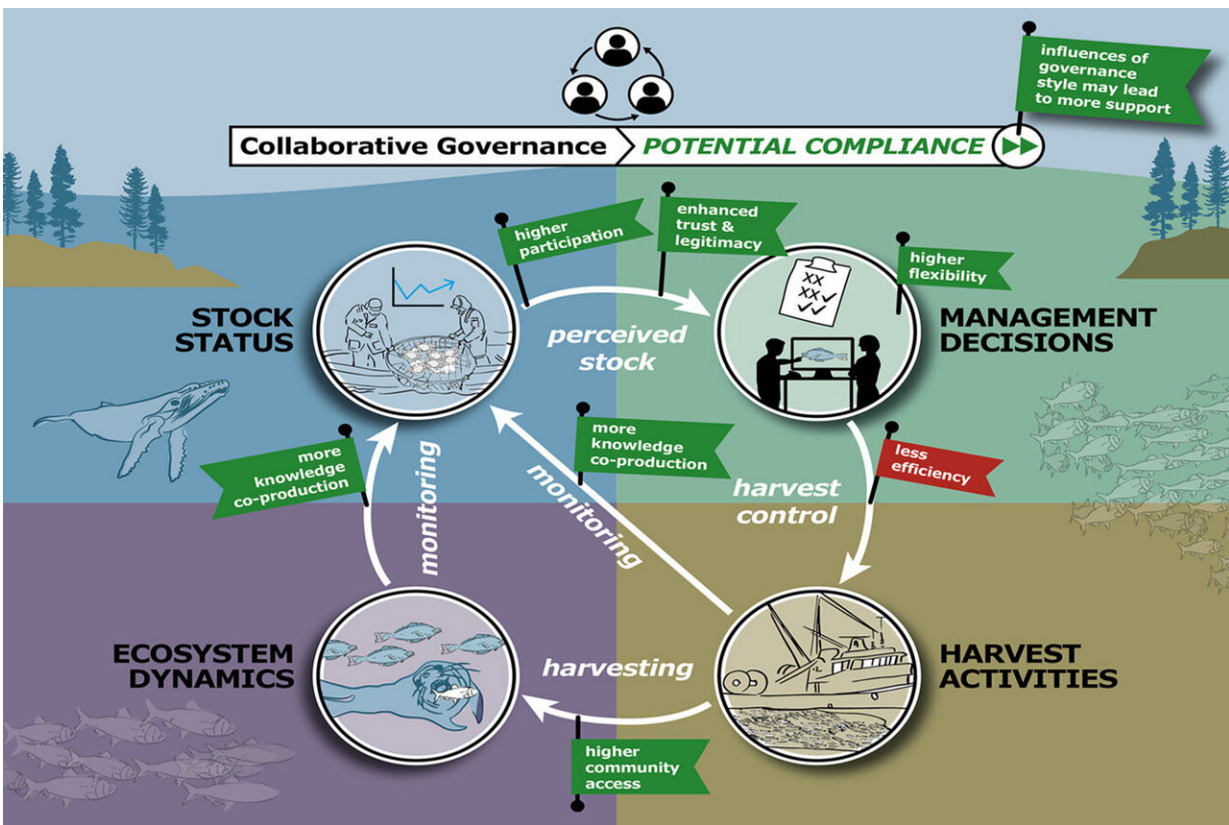 influences of
governance
style may lead
to more support
Collaborative Governance
POTENTIAL COMPLIANCE
higher
participation
enhanced
trust &
legitimacy
higher
flexibility
STOCK
STATUS
perceived
stock
MANAGEMENT
DECISIONS
more
knowledge
co-production
monitoring
more
knowledge
co-production
monitoring
harvest
control
less
efficiency
ECOSYSTEM
DYNAMICS
harvesting
HARVEST
ACTIVITIES
higher
community
access